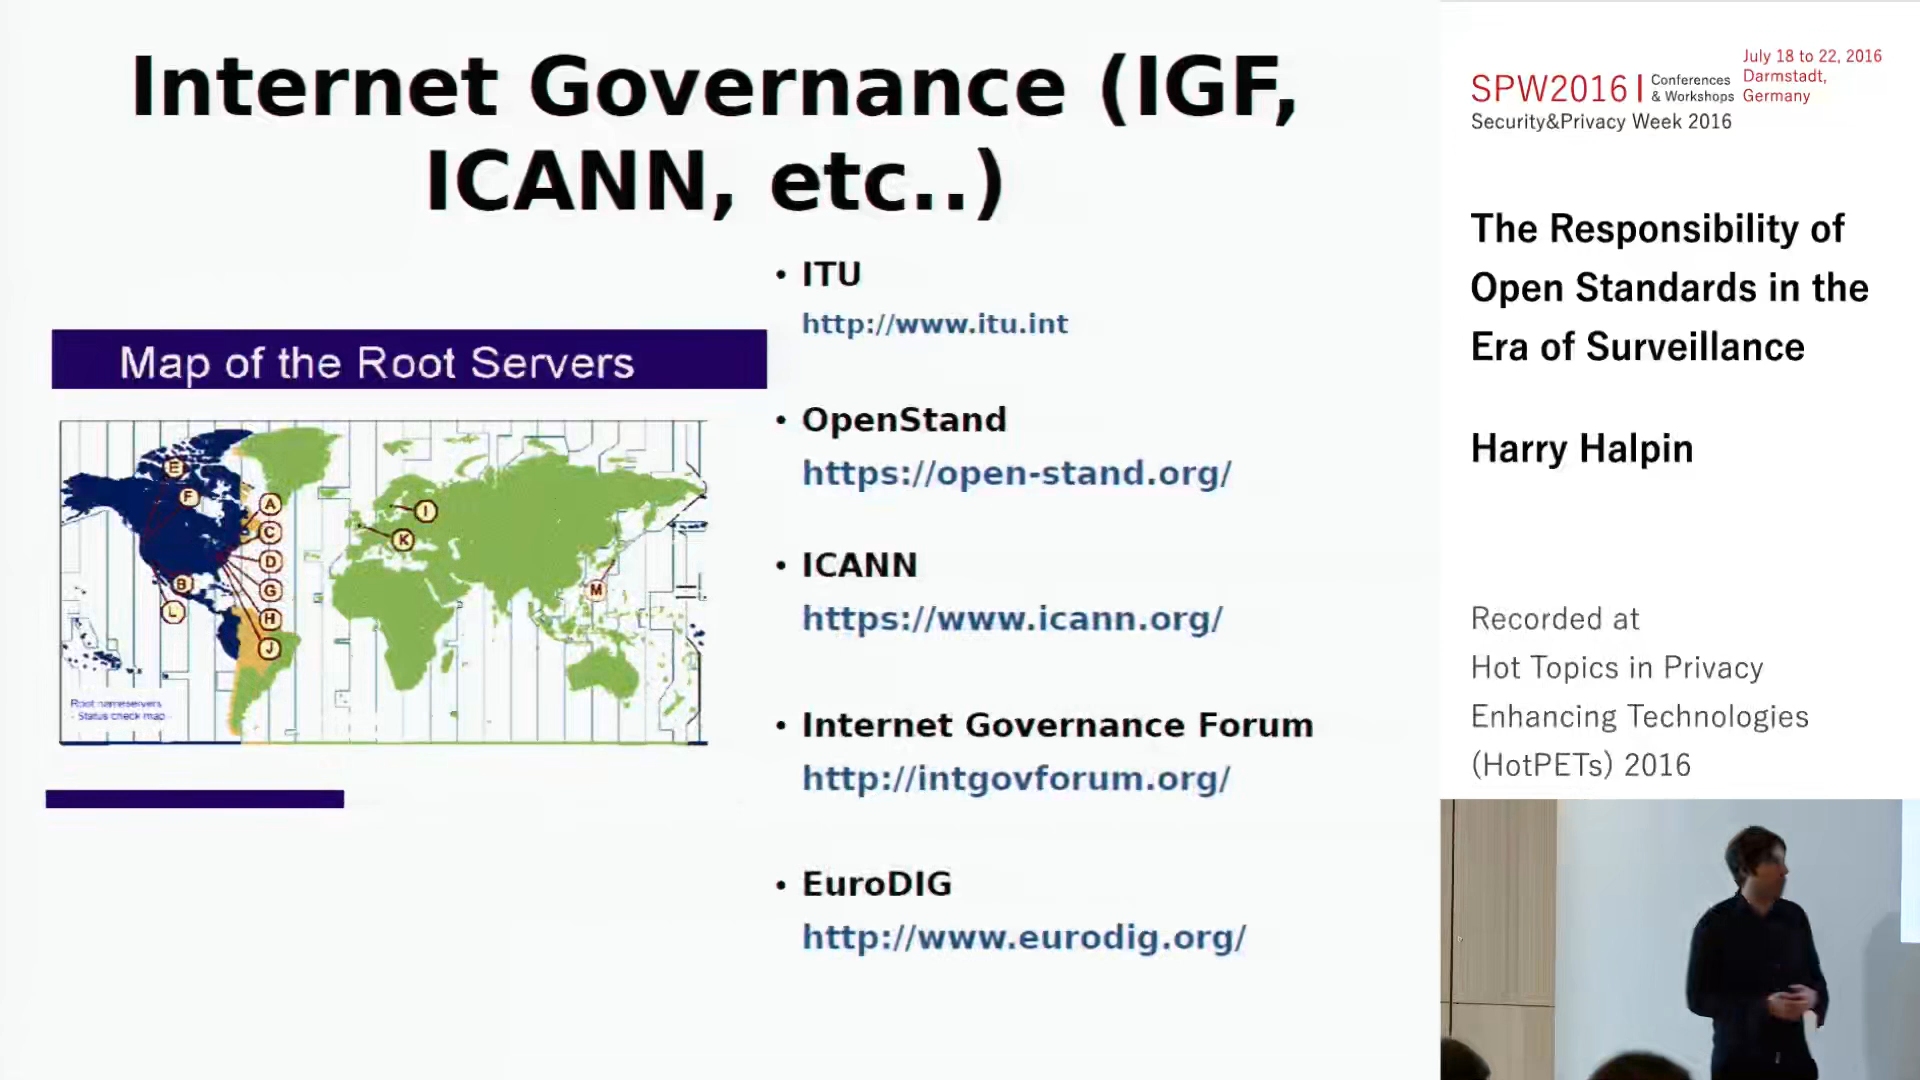 Internet Governance (IGF,
ICANN, etc..)
Map of the Root Servers
E
F
A
C
D
G
H
J
B
L
I
K
M
Root nameservers
- Status check map -
• ITU
http://www.itu.int
• OpenStand
https://open-stand.org/
• ICANN
https://www.icann.org/
• Internet Governance Forum
http://intgovforum.org/
• EuroDIG
http://www.eurodig.org/
SPW2016 | Conferences & Workshops
July 18 to 22, 2016
Darmstadt,
Germany
Security&Privacy Week 2016
The Responsibility of
Open Standards in the
Era of Surveillance
Harry Halpin
Recorded at
Hot Topics in Privacy
Enhancing Technologies
(HotPETs) 2016